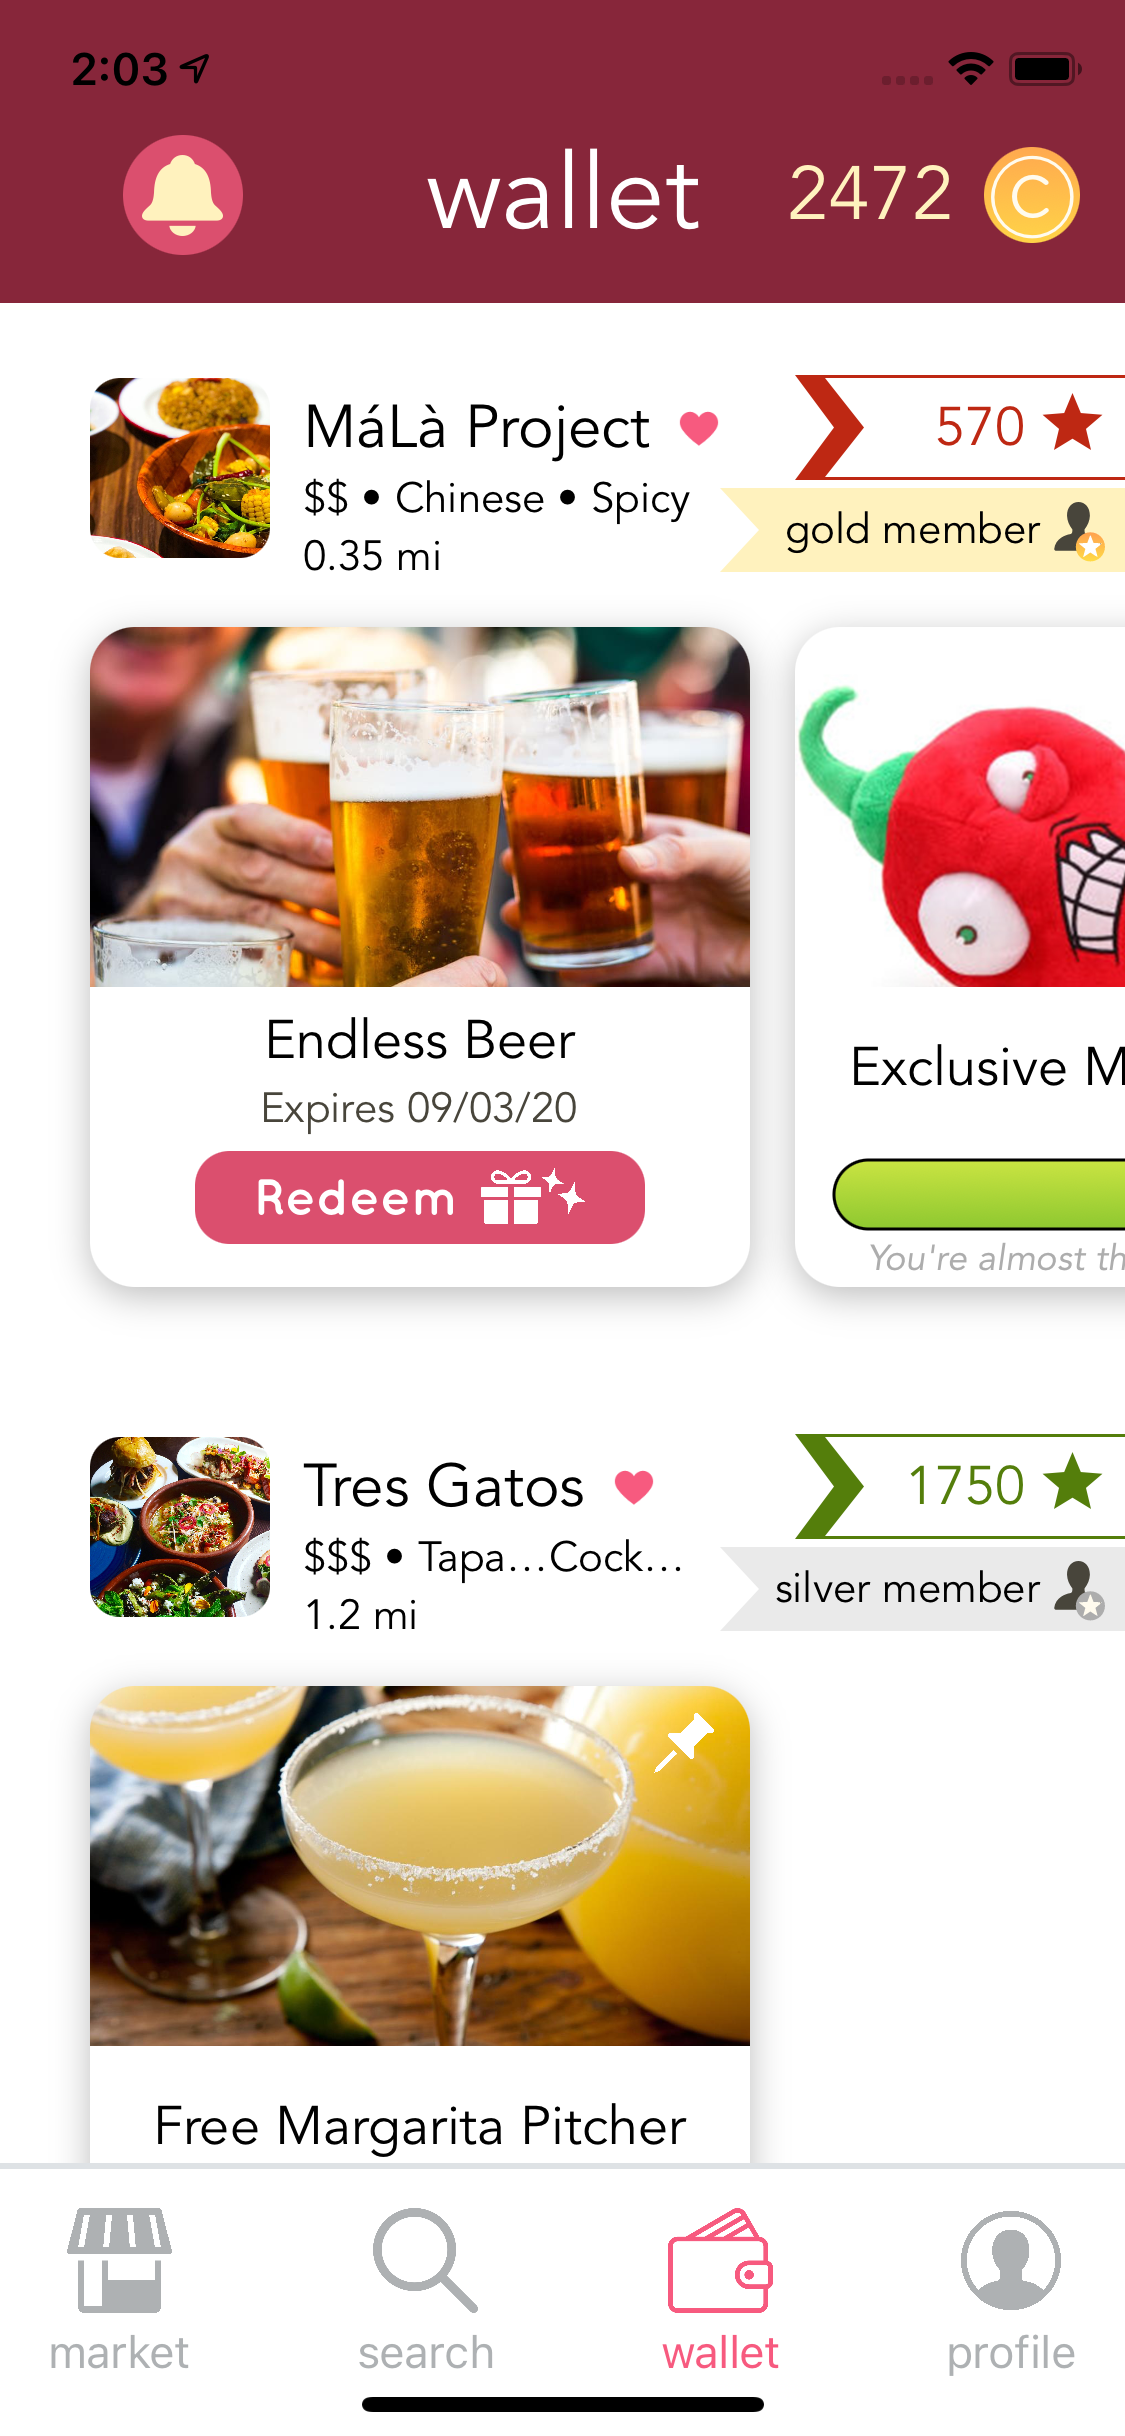 2:03
wallet
2472
C
MáLà Project
570
$$ • Chinese • Spicy
gold member
0.35 mi
Endless Beer
Expires 09/03/20
Redeem
Exclusive M
You're almost th
Tres Gatos
1750
$$$ • Tapa...Cock...
silver member
1.2 mi
Free Margarita Pitcher
market
search
wallet
profile